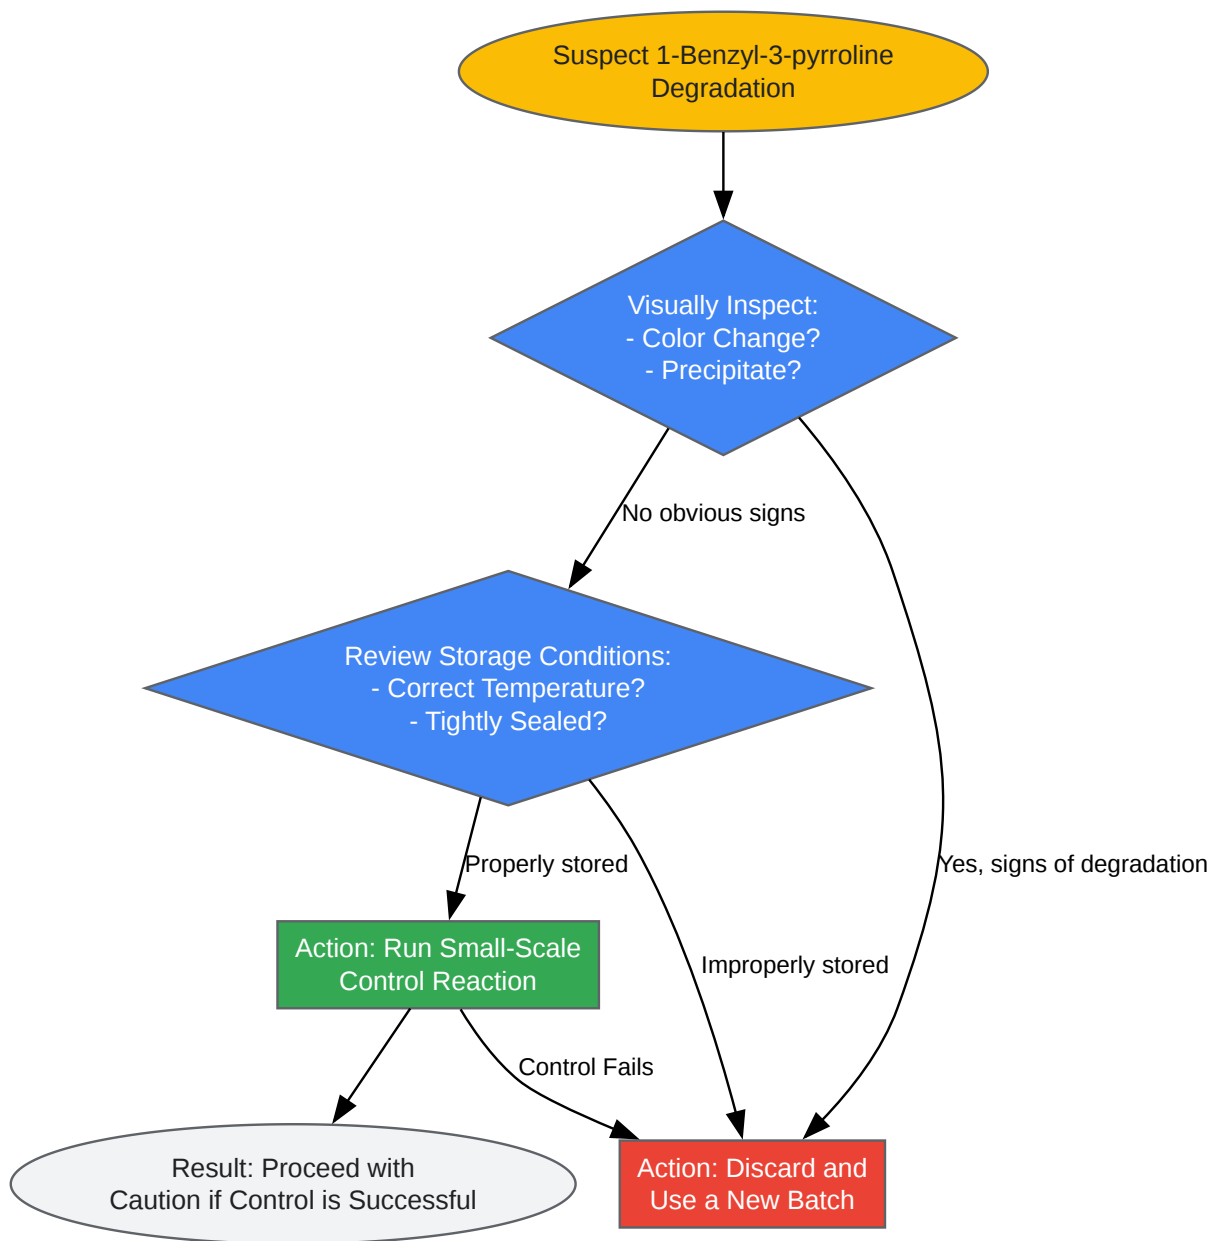 Suspect 1-Benzyl-3-pyrroline
Degradation
Visually Inspect:
- Color Change?
- Precipitate?
No obvious signs
Review Storage Conditions:
- Correct Temperature?
- Tightly Sealed?
Properly stored
Yes, signs of degradation
Action: Run Small-Scale
Control Reaction
Improperly stored
Control Fails
Result: Proceed with
Caution if Control is Successful
Action: Discard and
Use a New Batch